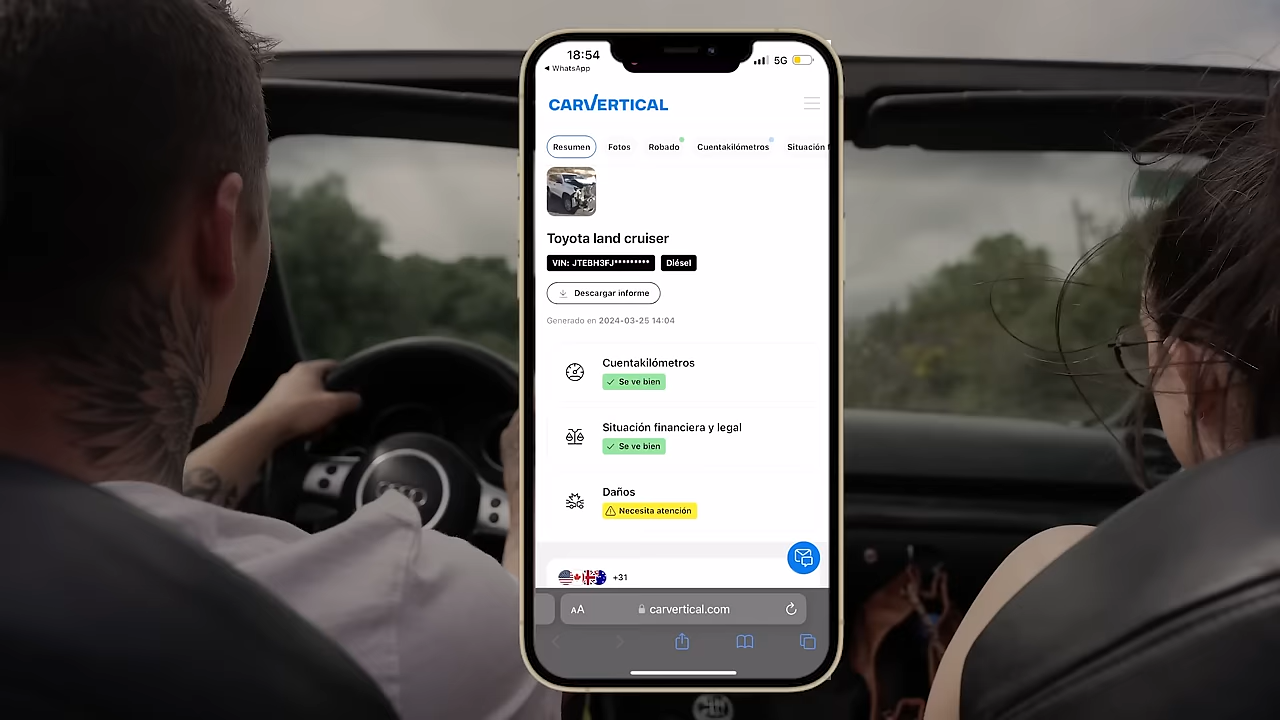 18:54
5G
WhatsApp
CARVERTICAL
Resumen Fotos Robado Cuentakilómetros Situación f
Toyota land cruiser
VIN: JTEBH3FJ********* Diésel
Descargar informe
Generado en 2024-03-25 14:04
Cuentakilómetros
Se ve bien
Situación financiera y legal
Se ve bien
Daños
Necesita atención
+31
AA carvertical.com